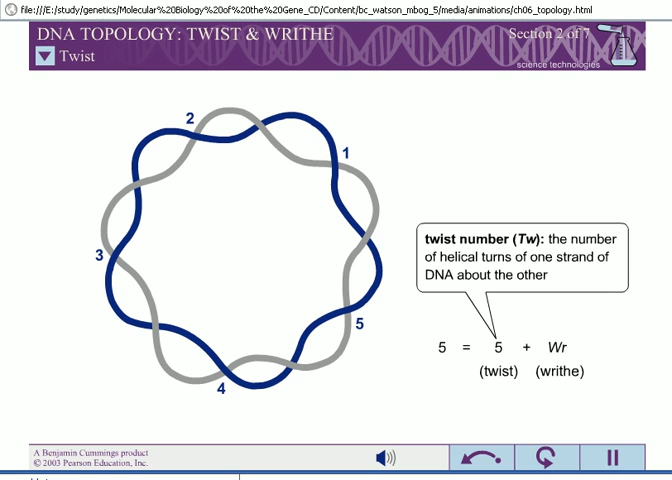 file:///E:/study/genetics/Molecular%20Biology%20of%20the%20Gene_CD/Content/bc_watson_mbog_5/media/animations/ch06_topology.html
DNA TOPOLOGY: TWIST & WRITHE
Section 2 of 7
Twist
science technologies
2
1
3
twist number (Tw): the number
of helical turns of one strand of
DNA about the other
5
5 = 5 + Wr
(twist) (writhe)
4
A Benjamin Cummings product
© 2003 Pearson Education, Inc.